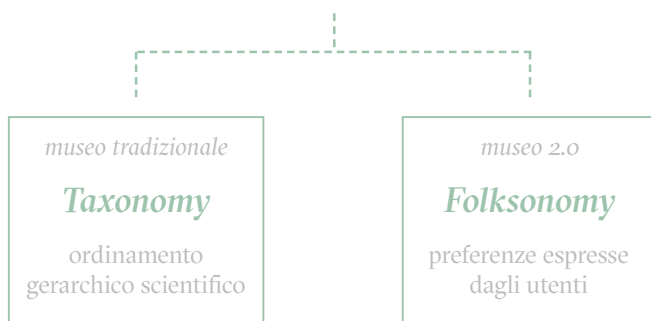 museo tradizionale
Taxonomy
ordinamento
gerarchico scientifico
museo 2.0
Folksonomy
preferenze espresse
dagli utenti